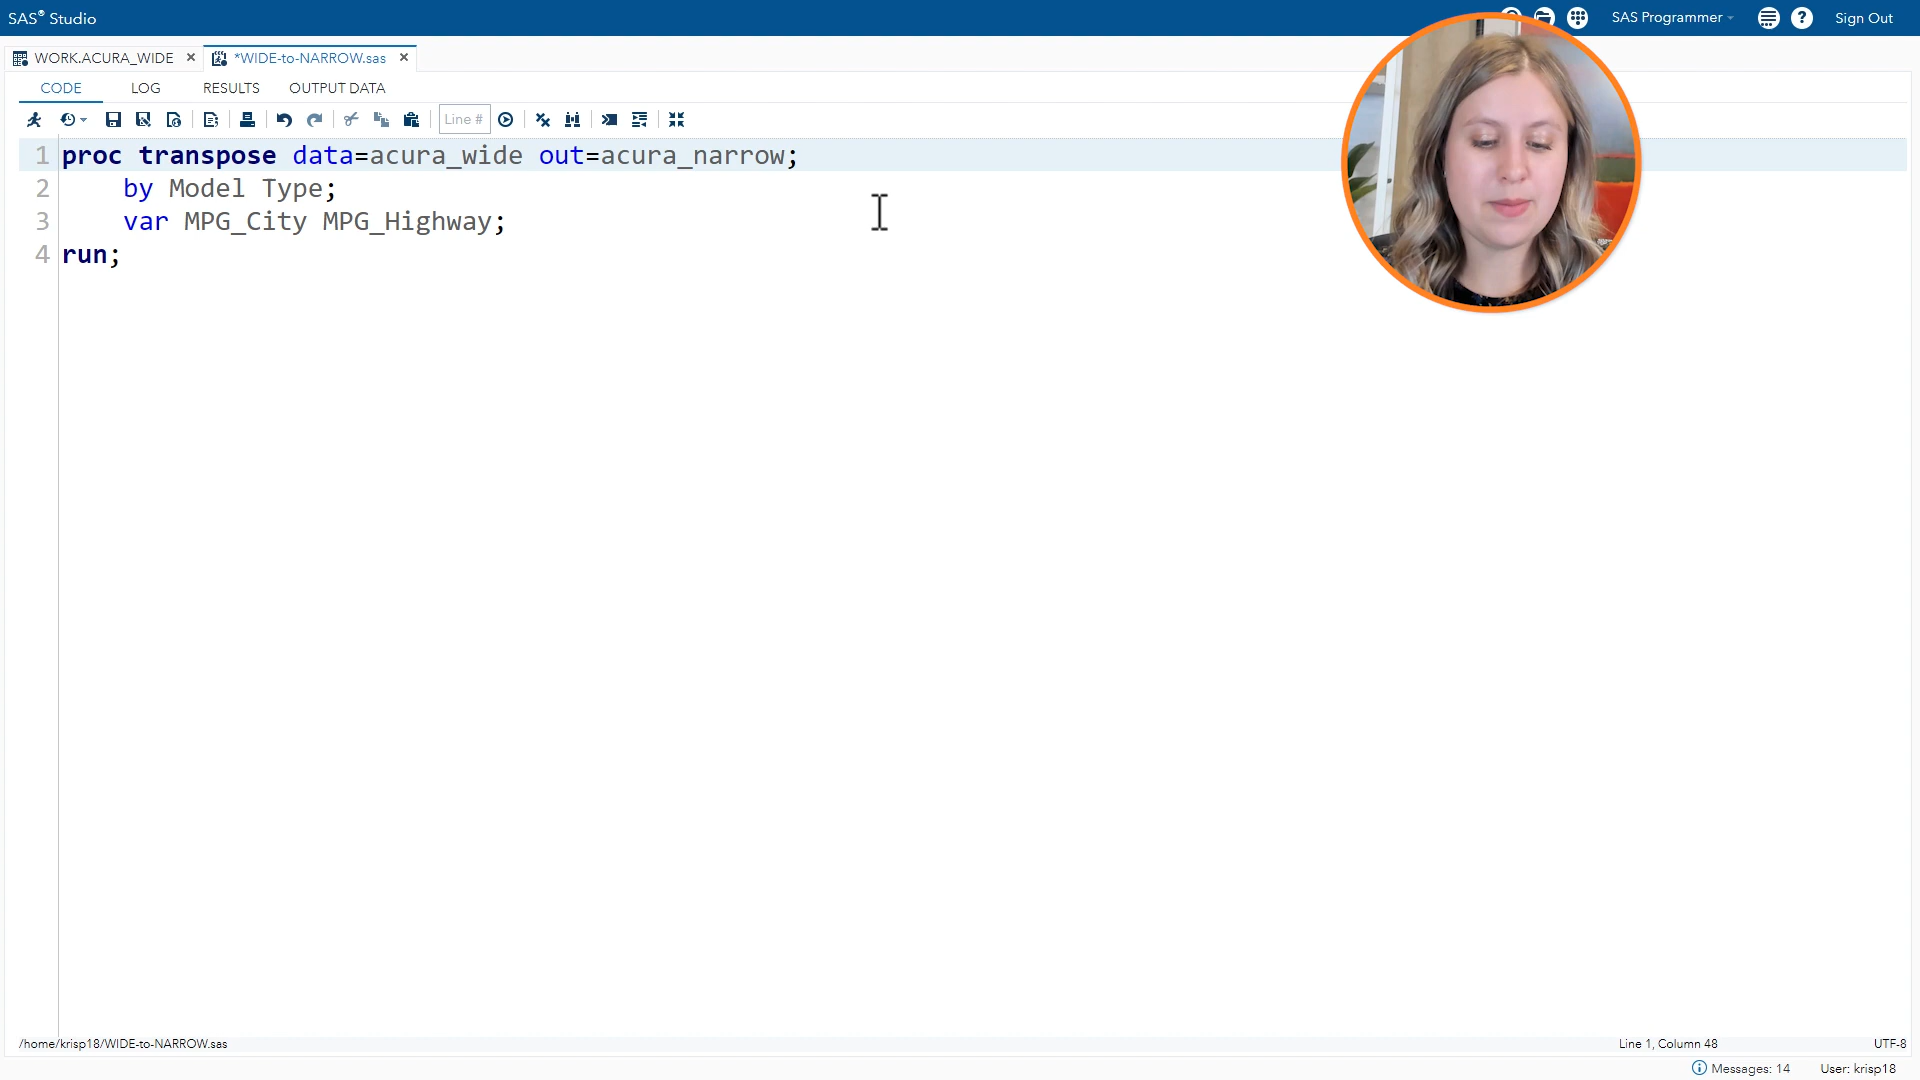 SAS® Studio
SAS Programmer
Sign Out
WORK.ACURA_WIDE
*WIDE-to-NARROW.sas
CODE
LOG
RESULTS
OUTPUT DATA
Line #
1 proc transpose data=acura_wide out=acura_narrow;
2 by Model Type;
3 var MPG_City MPG_Highway;
4 run;
/home/krisp18/WIDE-to-NARROW.sas
Line 1, Column 48
UTF-8
Messages: 14
User: krisp18